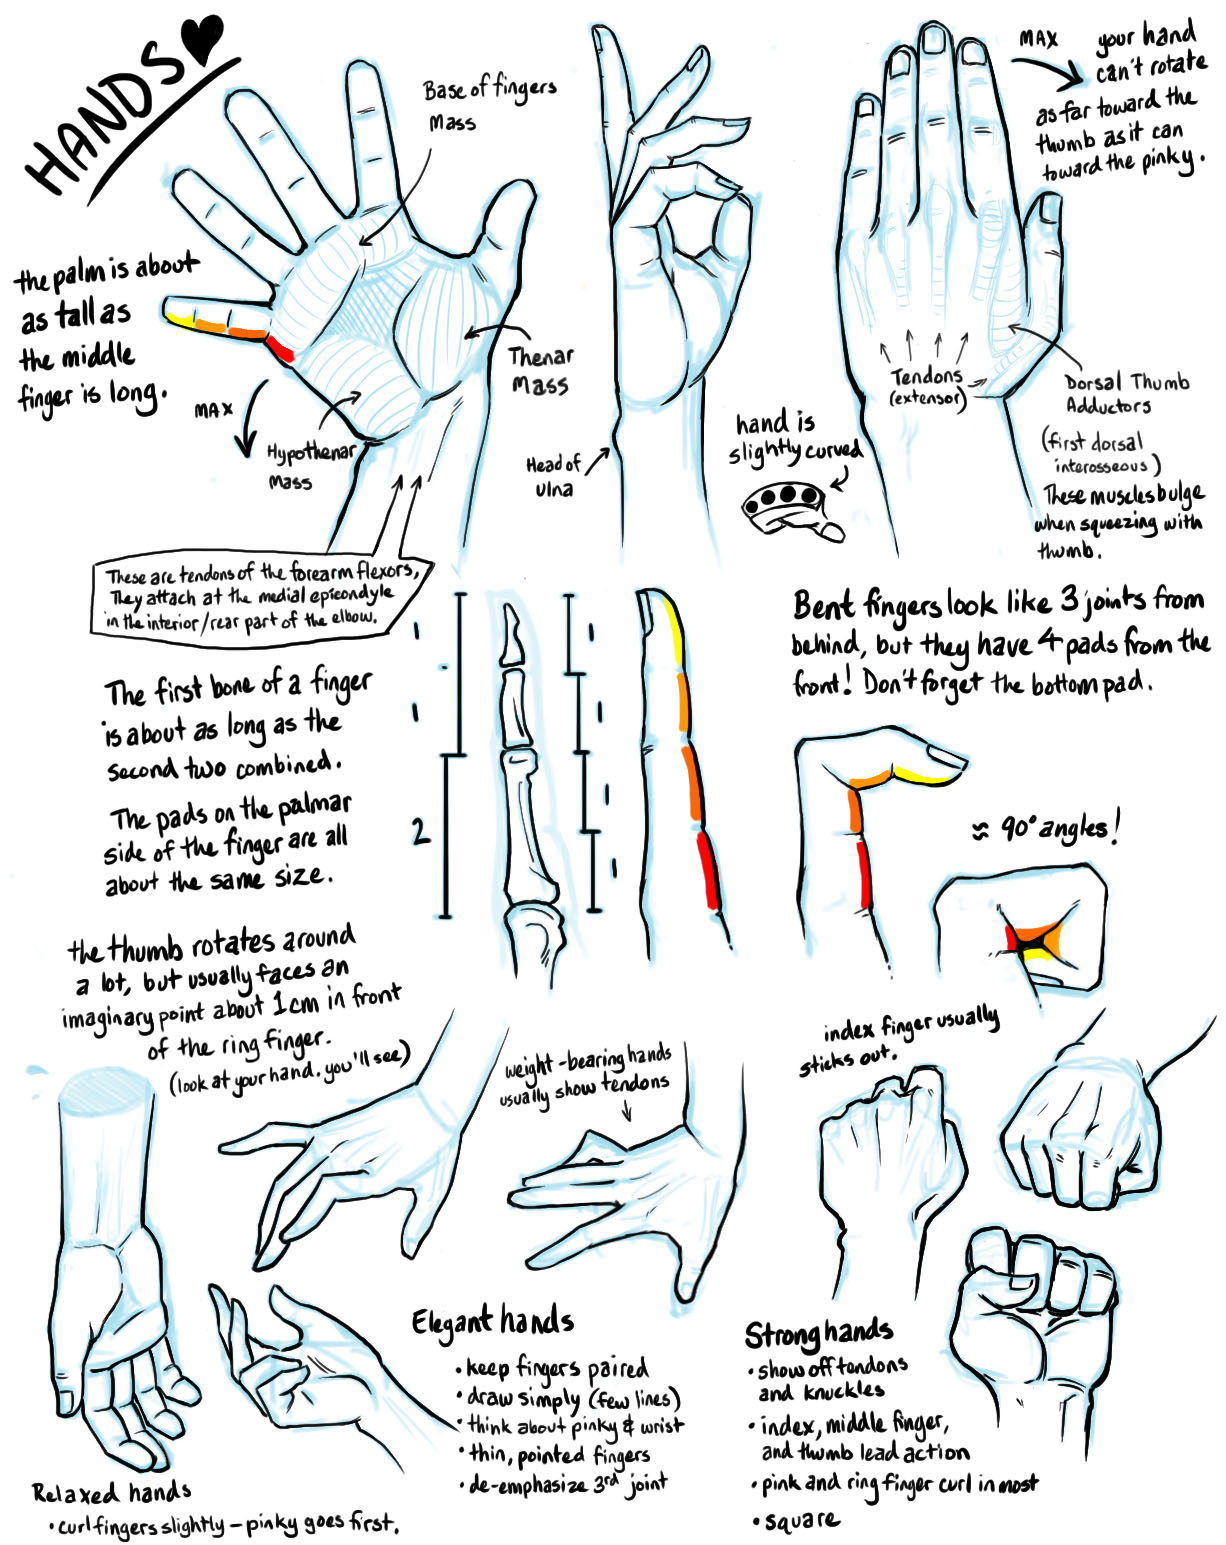 HANDS
Base of fingers
Mass
MAX
your hand
can't rotate
as far toward the
thumb as it can
toward the pinky.
the palm is about
as tall as
the middle
finger is long.
MAX
Hypothenar
Mass
Thenar
Mass
Head of
ulna
hand is
slightly curved
Tendons
(extensor)
Dorsal Thumb
Adductors
(first dorsal
interosseous)
These muscles bulge
when squeezing with
thumb.
These are tendons of the forearm flexors,
They attach at the medial epicondyle
in the interior/rear part of the elbow.
The first bone of a finger
is about as long as the
second two combined.
The pads on the palmar
side of the finger are all
about the same size.
1
1
2
1
1
1
1
Bent fingers look like 3 joints from
behind, but they have 4 pads from the
front! Don't forget the bottom pad.
≈ 90° angles!
the thumb rotates around
a lot, but usually faces an
imaginary point about 1cm in front
of the ring finger.
(look at your hand. you'll see)
weight-bearing hands
usually show tendons
index finger usually
sticks out.
Elegant hands
• keep fingers paired
• draw simply (few lines)
• think about pinky & wrist
• thin, pointed fingers
• de-emphasize 3rd joint
Strong hands
• show off tendons
and knuckles
• index, middle finger,
and thumb lead action
• pink and ring finger curl in most
• square
Relaxed hands
• curl fingers slightly - pinky goes first.